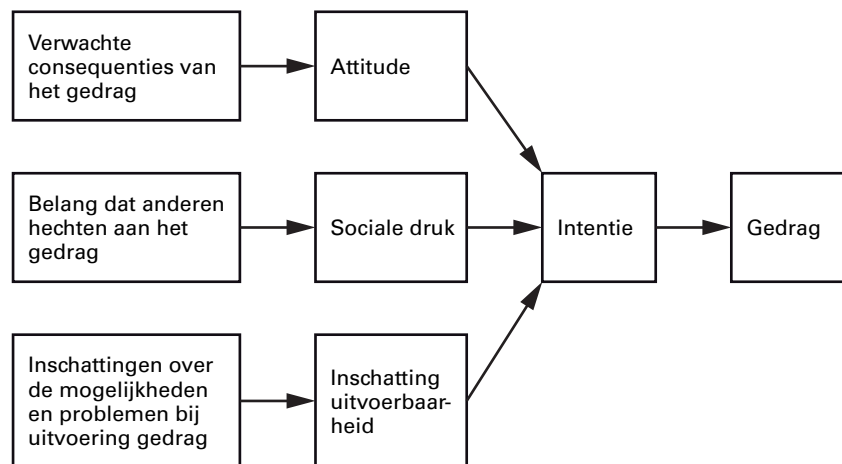 Verwachte
consequenties van
het gedrag
Attitude
Belang dat anderen
hechten aan het
gedrag
Sociale druk
Intentie
Gedrag
Inschattingen over
de mogelijkheden
en problemen bij
uitvoering gedrag
Inschatting
uitvoerbaar-
heid